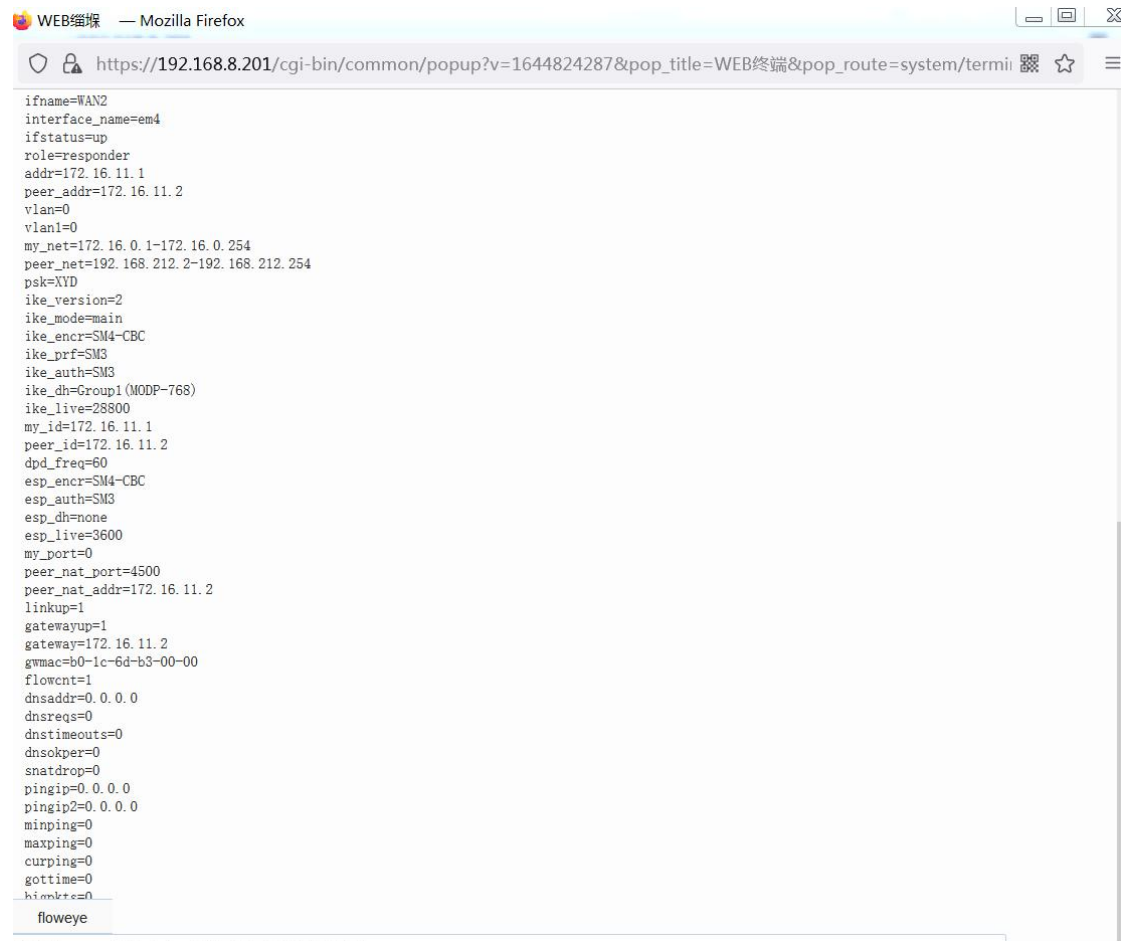 WEB缁堢 — Mozilla Firefox
https://192.168.8.201/cgi-bin/common/popup?v=1644824287&pop_title=WEB终端&pop_route=system/termi
ifname=WAN2
interface_name=em4
ifstatus=up
role=responder
addr=172.16.11.1
peer_addr=172.16.11.2
vlan=0
vlan1=0
my_net=172.16.0.1-172.16.0.254
peer_net=192.168.212.2-192.168.212.254
psk=XYD
ike_version=2
ike_mode=main
ike_encr=SM4-CBC
ike_prf=SM3
ike_auth=SM3
ike_dh=Group1(MODP-768)
ike_live=28800
my_id=172.16.11.1
peer_id=172.16.11.2
dpd_freq=60
esp_encr=SM4-CBC
esp_auth=SM3
esp_dh=none
esp_live=3600
my_port=0
peer_nat_port=4500
peer_nat_addr=172.16.11.2
linkup=1
gatewayup=1
gateway=172.16.11.2
gwmac=b0-1c-6d-b3-00-00
flowcnt=1
dnsaddr=0.0.0.0
dnsreqs=0
dnstimeouts=0
dnsokper=0
snatdrop=0
pingip=0.0.0.0
pingip2=0.0.0.0
minping=0
maxping=0
curping=0
gottime=0
bigpkts=0
floweye